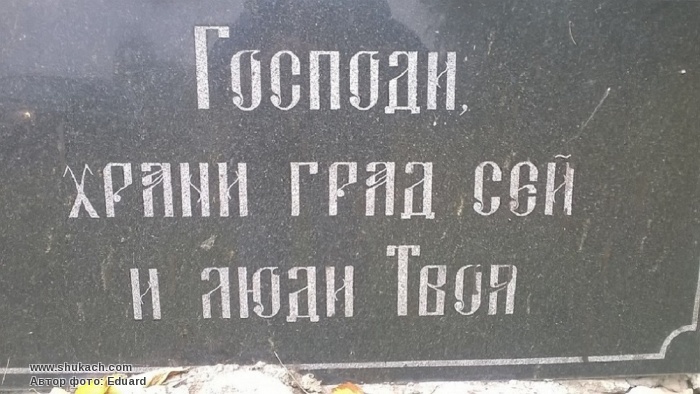 Господи,
храни град сей
и люди Твоя
www.shukach.com
Автор фото: Eduard